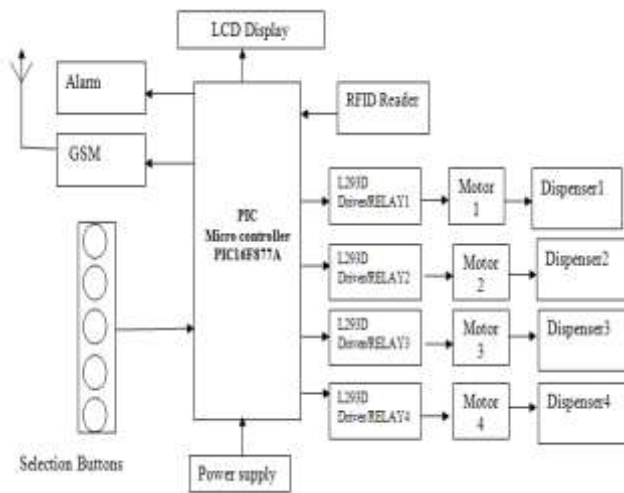 LCD Display
Alarm
GSM
RFID Reader
PIC
Micro controller
PIC16F877A
L293D
Driver/RELAY1
Motor
1
Dispenser1
L293D
Driver/RELAY2
Motor
2
Dispenser2
L293D
Driver/RELAY3
Motor
3
Dispenser3
L293D
Driver/RELAY4
Motor
4
Dispenser4
Selection Buttons
Power supply